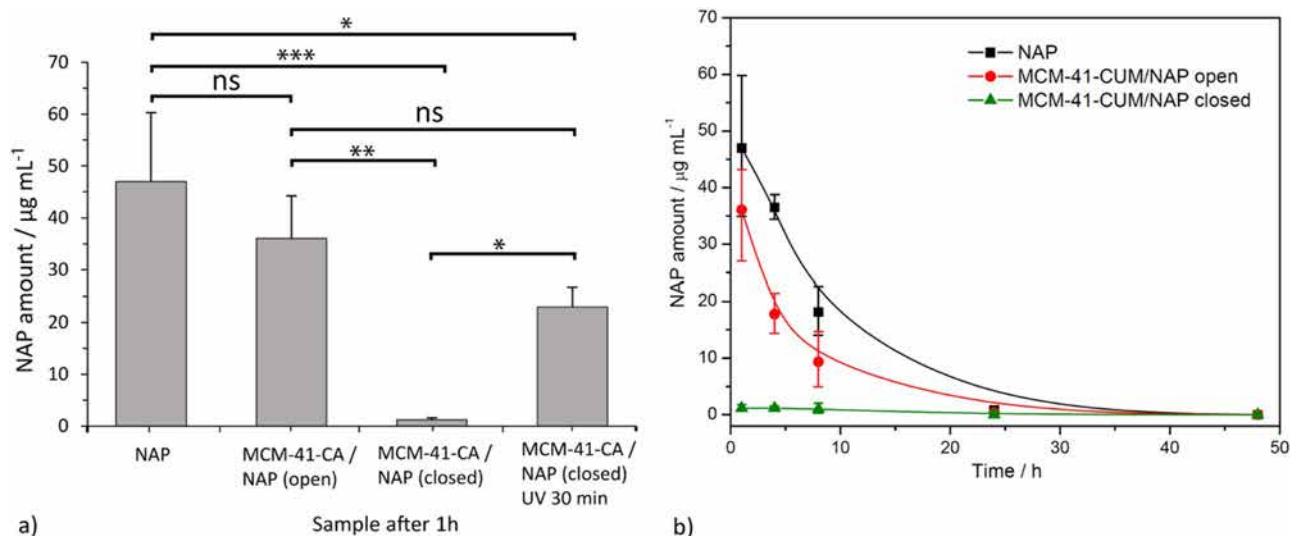 *
***
ns
ns
**
*
70
60
50
40
30
20
10
0
NAP amount / µg mL⁻¹
NAP
MCM-41-CA /
NAP (open)
MCM-41-CA /
NAP (closed)
MCM-41-CA /
NAP (closed)
UV 30 min
Sample after 1h
a)
NAP
MCM-41-CUM/NAP open
MCM-41-CUM/NAP closed
70
60
50
40
30
20
10
0
NAP amount / µg mL⁻¹
0 10 20 30 40 50
Time / h
b)